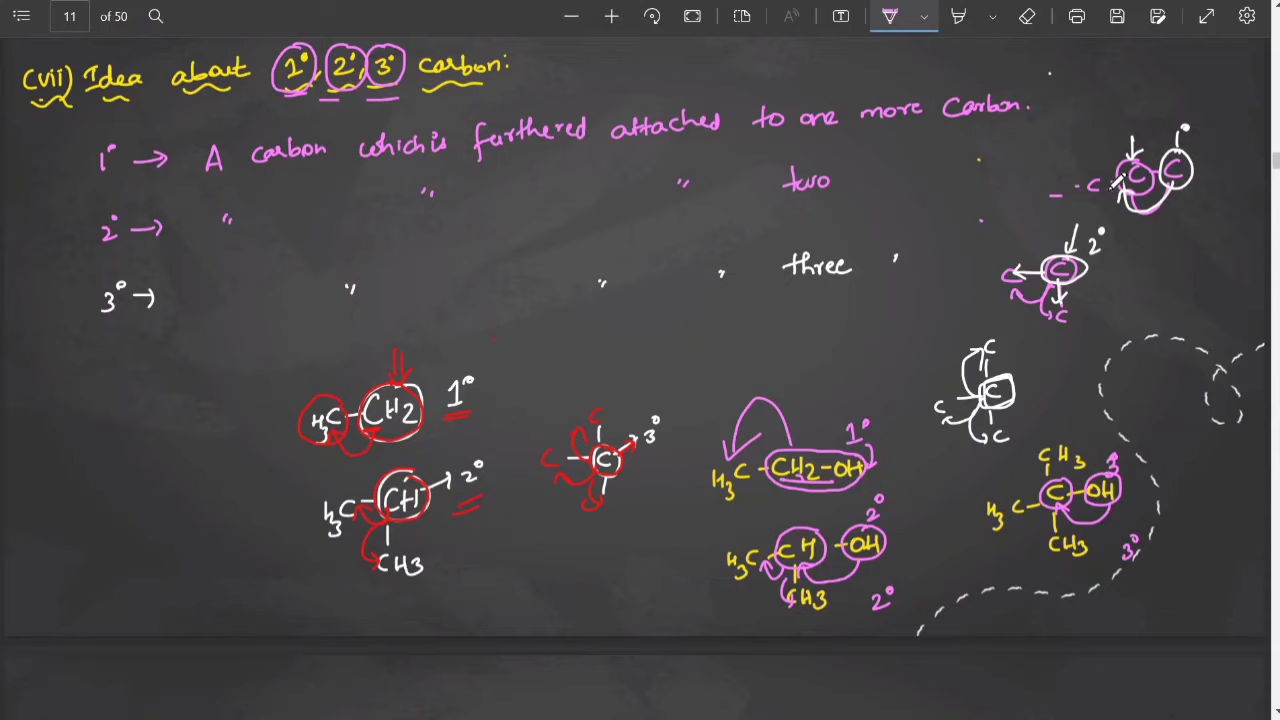 11 of 50
(vii) Idea about 1°, 2°, 3° carbon:
1° → A carbon which is furthered attached to one more Carbon.
2° → " " " two
3° → " " " three "
1°
C C C
2°
C C
C
H3C - CH2 1°
H3C - CH → 2°
CH3
C
C C → 3°
C
C C
C
H3C - CH2 - OH 1°
H3C - CH - OH 2°
CH3 2°
CH3
H3C - C - OH 3°
CH3 3°